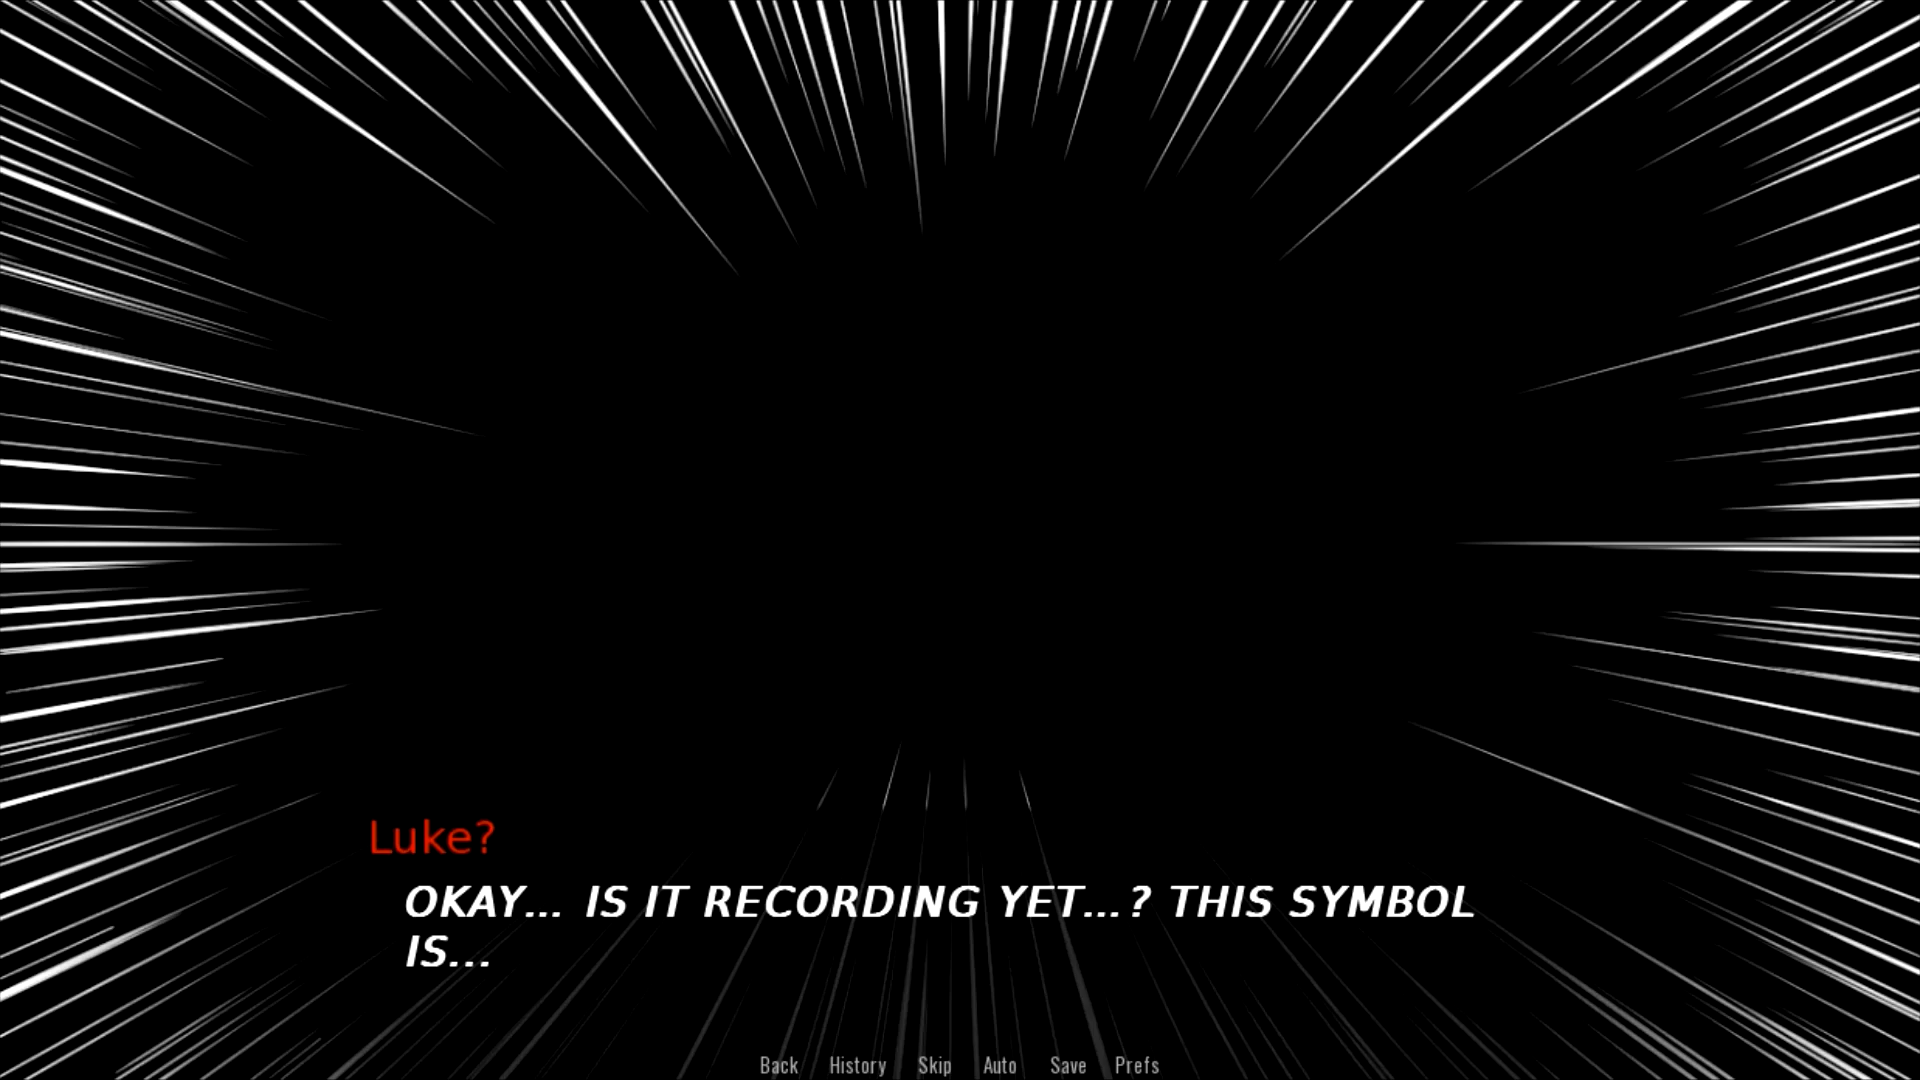 Luke?
OKAY... IS IT RECORDING YET...? THIS SYMBOL
IS...
Back History Skip Auto Save Prefs